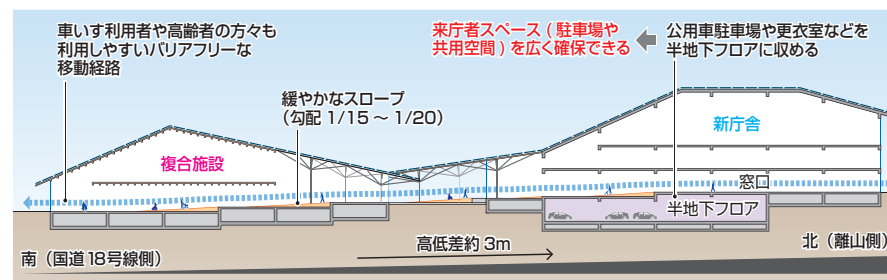 車いす利用者や高齢者の方々も
利用しやすいバリアフリーな
移動経路
来庁者スペース(駐車場や
共用空間)を広く確保できる
公用車駐車場や更衣室などを
半地下フロアに収める
緩やかなスロープ
(勾配 1/15 ~ 1/20)
複合施設
新庁舎
窓口
半地下フロア
高低差約 3m
南(国道18号線側)
北(離山側)